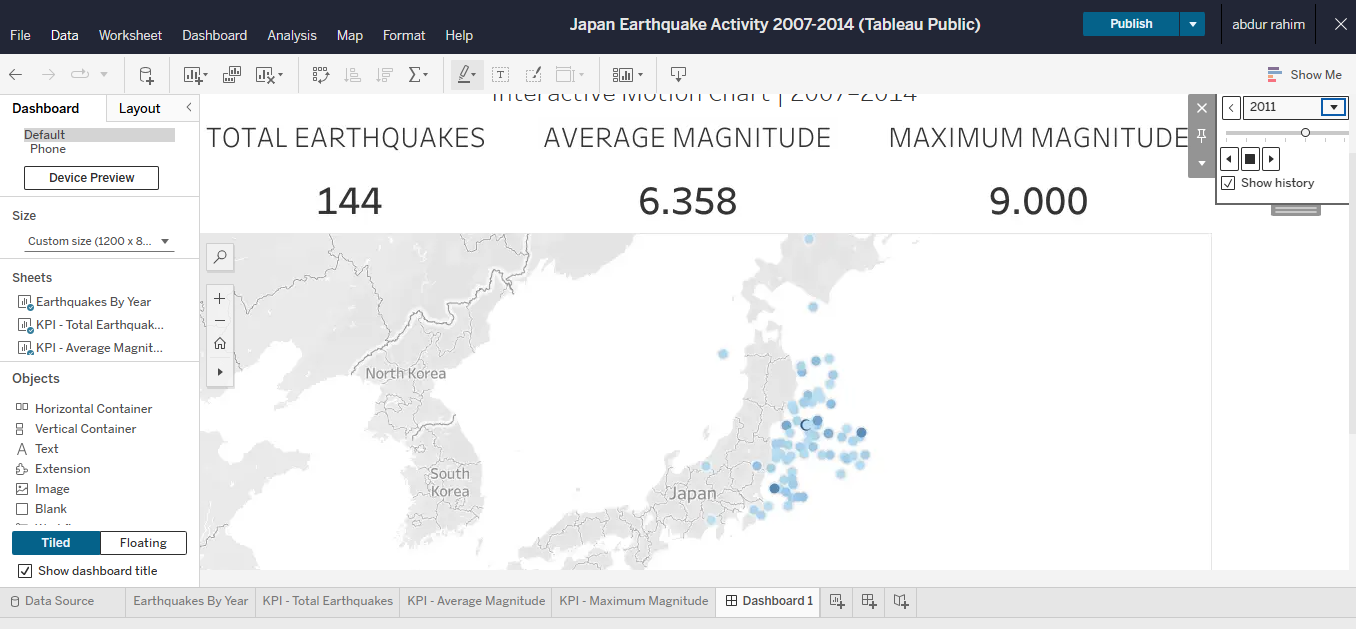 Japan Earthquake Activity 2007-2014 (Tableau Public)
Publish
abdur rahim
File Data Worksheet Dashboard Analysis Map Format Help
Show Me
Dashboard Layout
Default
Phone
Device Preview
Size
Custom size (1200 x 8...
Sheets
Earthquakes By Year
KPI - Total Earthquak...
KPI - Average Magnit...
Objects
Horizontal Container
Vertical Container
Text
Extension
Image
Blank
Tiled Floating
Show dashboard title
Interactive Motion Chart | 2007–2014
TOTAL EARTHQUAKES AVERAGE MAGNITUDE MAXIMUM MAGNITUDE
144 6.358 9.000
2011
Show history
North Korea
South
Korea
Japan
Data Source Earthquakes By Year KPI - Total Earthquakes KPI - Average Magnitude KPI - Maximum Magnitude Dashboard 1